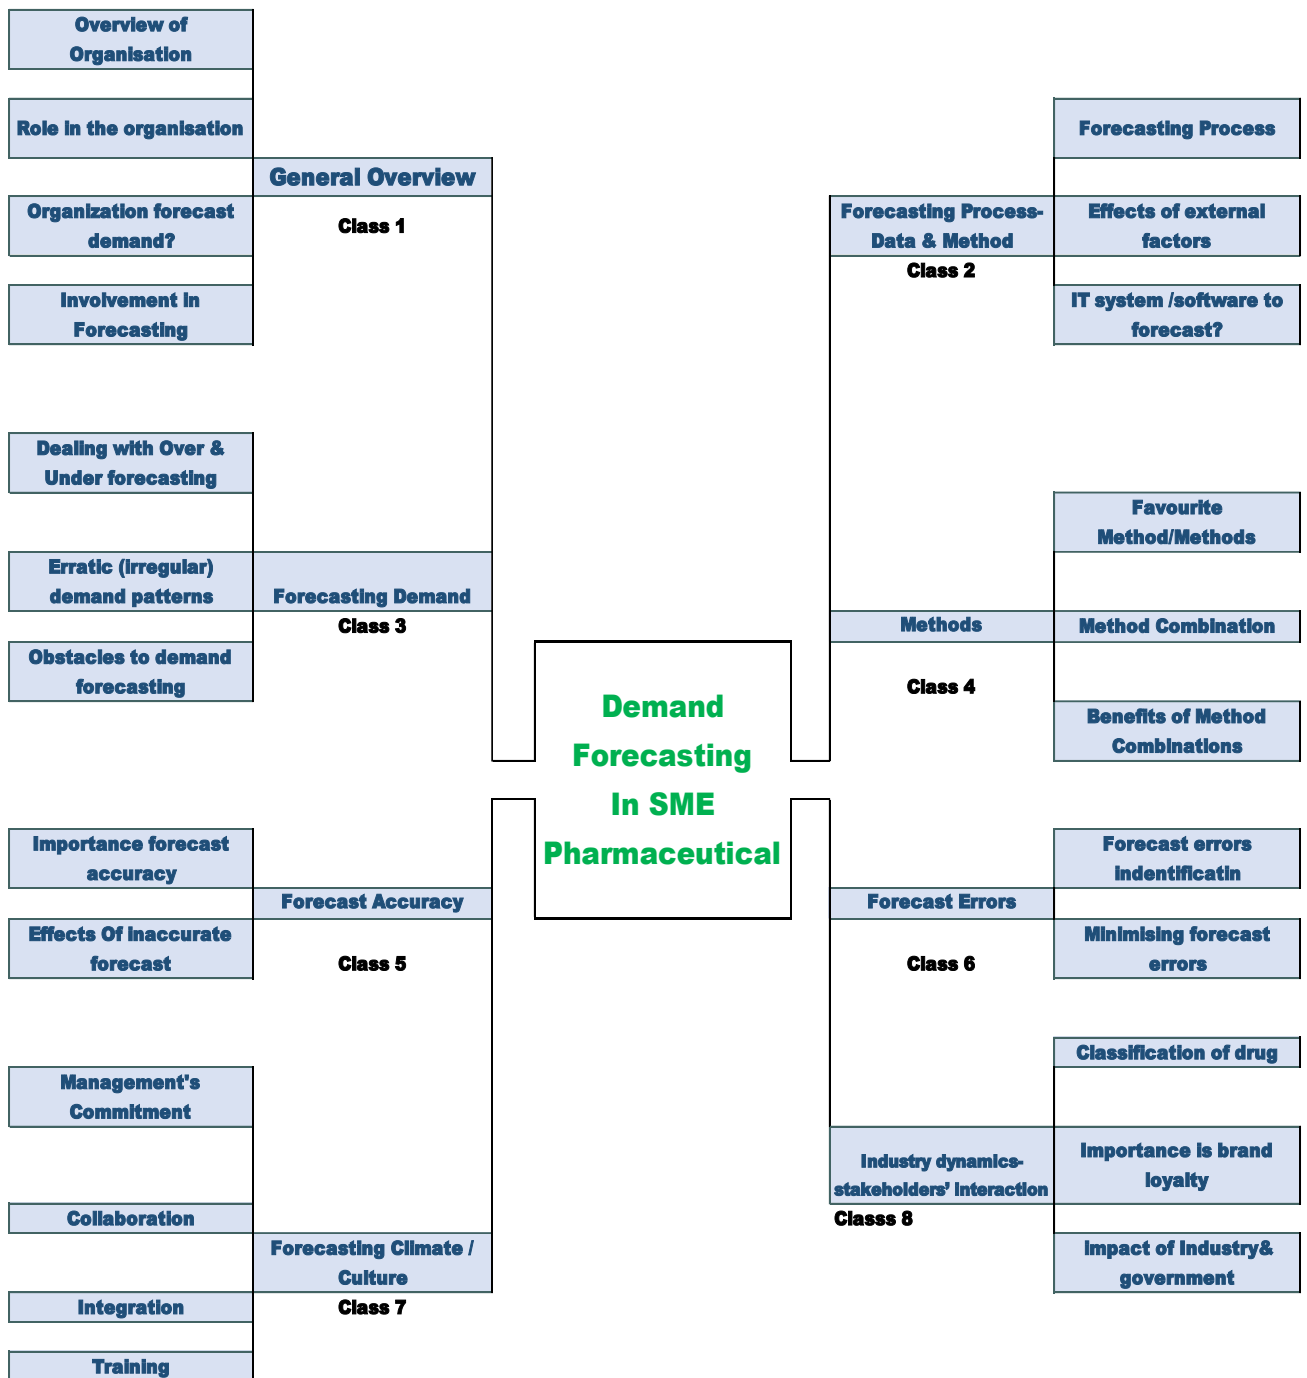 Overview of
Organisation
Role in the organisation
General Overview
Class 1
Organization forecast
demand?
Involvement in
Forecasting
Forecasting Process
Forecasting Process-
Data & Method
Class 2
Effects of external
factors
IT system /software to
forecast?
Dealing with Over &
Under forecasting
Erratic (irregular)
demand patterns
Forecasting Demand
Class 3
Obstacles to demand
forecasting
Favourite
Method/Methods
Methods
Class 4
Method Combination
Benefits of Method
Combinations
Demand
Forecasting
In SME
Pharmaceutical
Importance forecast
accuracy
Forecast Accuracy
Class 5
Effects Of inaccurate
forecast
Forecast errors
indentificatin
Forecast Errors
Class 6
Minimising forecast
errors
Management's
Commitment
Collaboration
Forecasting Climate /
Culture
Class 7
Integration
Training
Classification of drug
Industry dynamics-
stakeholders’ interaction
Classs 8
Importance is brand
loyalty
Impact of Industry&
government